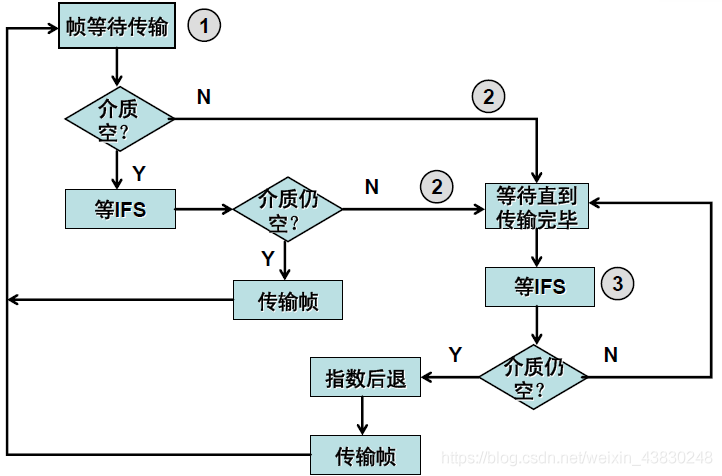 帧等待传输
1
介质
空?
N
2
Y
等IFS
介质仍
空?
N
2
等待直到
传输完毕
Y
传输帧
等IFS
3
Y
介质仍
空?
N
指数后退
传输帧
https://blog.csdn.net/weixin_43830248